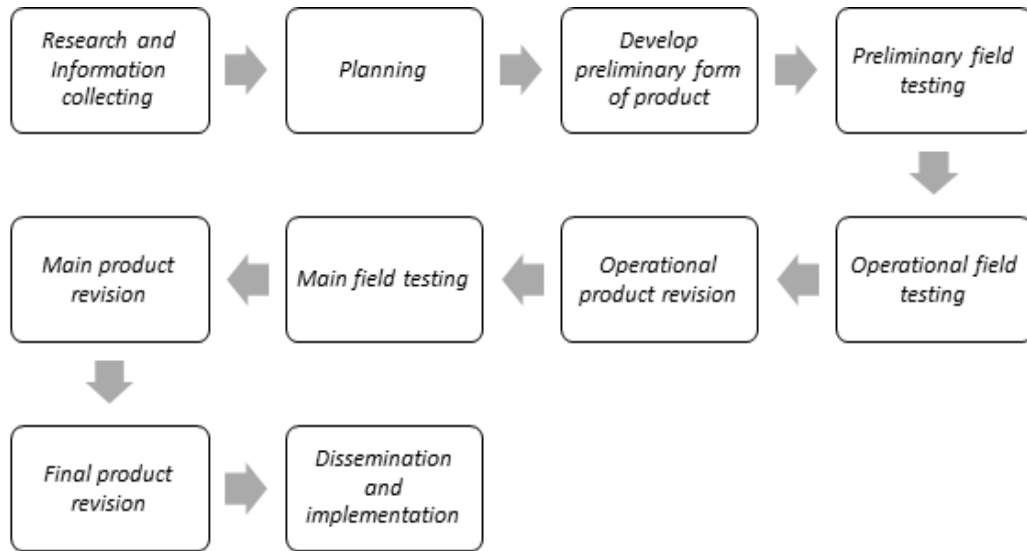 Research and
Information
collecting
Planning
Develop
preliminary form
of product
Preliminary field
testing
Operational field
testing
Operational
product revision
Main field testing
Main product
revision
Final product
revision
Dissemination
and
implementation